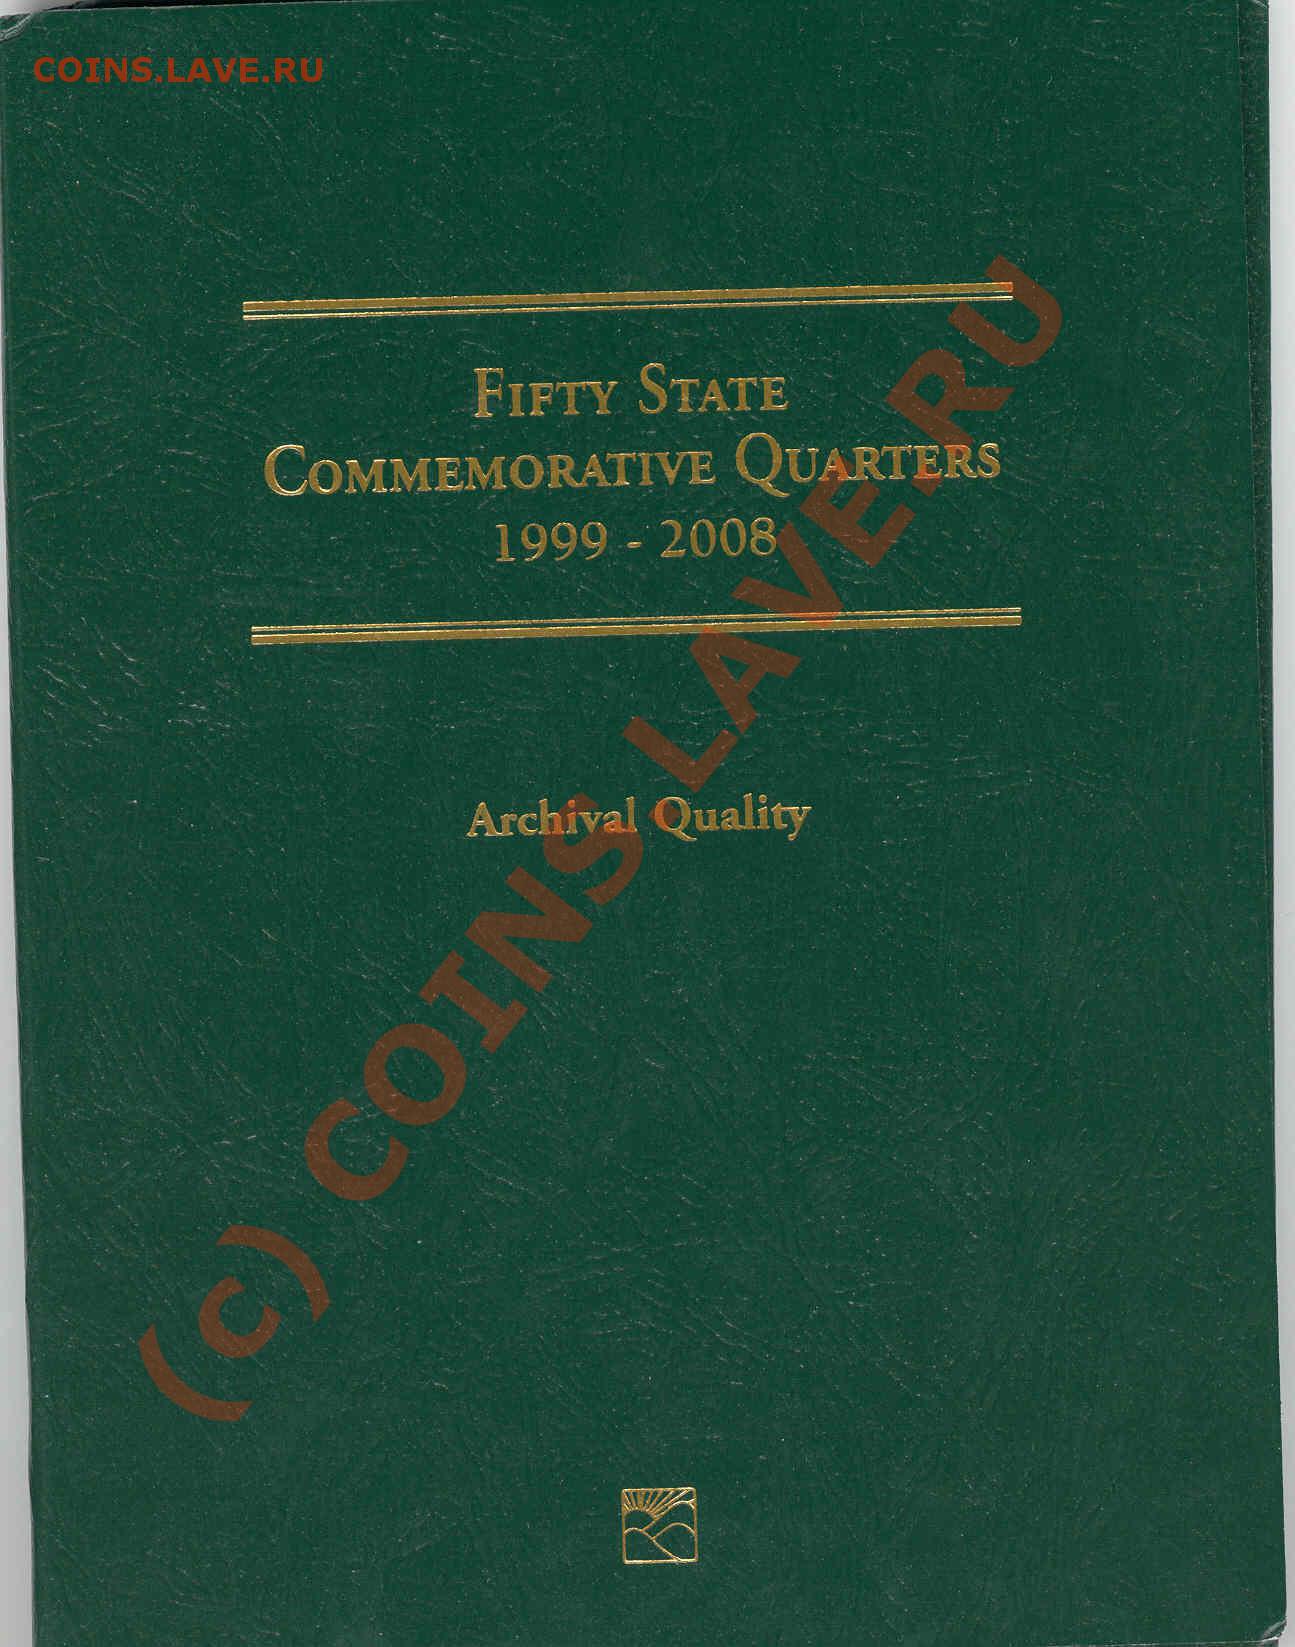 COINS.LAVE.RU
FIFTY STATE
COMMEMORATIVE QUARTERS
1999 - 2008
Archival Quality
(c) COINS.LAVE.RU